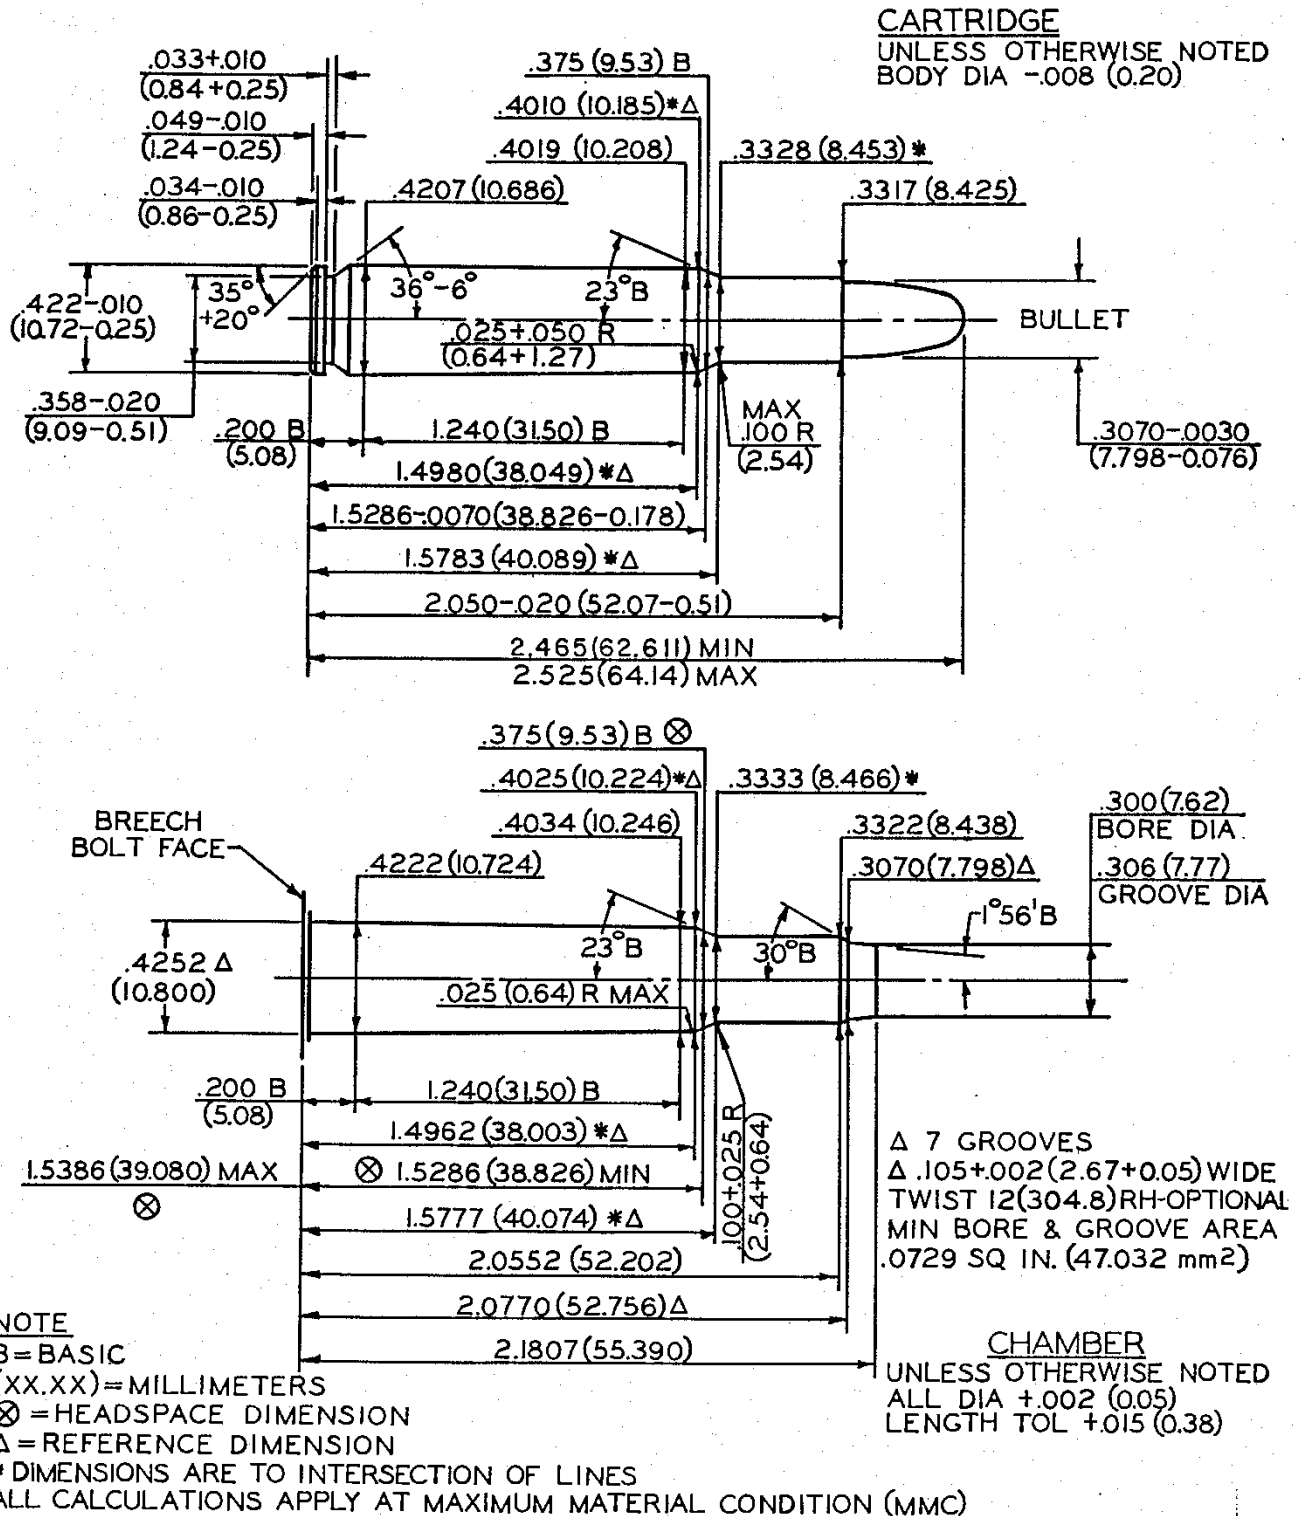 CARTRIDGE
UNLESS OTHERWISE NOTED
BODY DIA -.008 (0.20)
.033+.010
(0.84+0.25)
.049-.010
(1.24-0.25)
.034-.010
(0.86-0.25)
.375 (9.53) B
.4010 (10.185)*Δ
.4019 (10.208)
.4207(10.686)
.3328(8.453)*
.3317(8.425)
.422-.010
(10.72-0.25)
35°
+20°
36°-6°
23°B
.025+.050 R
(0.64+1.27)
BULLET
.358-.020
(9.09-0.51)
.200 B
(5.08)
1.240(31.50) B
MAX
.100 R
(2.54)
.3070-.0030
(7.798-0.076)
1.4980(38.049)*Δ
1.5286-.0070(38.826-0.178)
1.5783(40.089)*Δ
2.050-.020(52.07-0.51)
2.465(62.611) MIN
2.525(64.14) MAX
.375(9.53) B ⊗
.4025(10.224)*Δ
.4034(10.246)
.4222(10.724)
.3333(8.466)*
.3322(8.438)
.3070(7.798)Δ
.300(7.62)
BORE DIA.
.306(7.77)
GROOVE DIA
BREECH
BOLT FACE
1°56'B
23°B
30°B
.4252 Δ
(10.800)
.025(0.64) R MAX
.200 B
(5.08)
1.240(31.50) B
.100+.025 R
(2.54+0.64)
1.4962(38.003)*Δ
1.5386(39.080) MAX
⊗
⊗ 1.5286(38.826) MIN
1.5777(40.074)*Δ
2.0552(52.202)
2.0770(52.756)Δ
2.1807(55.390)
Δ 7 GROOVES
Δ .105+.002(2.67+0.05) WIDE
TWIST 12(304.8)RH-OPTIONAL
MIN BORE & GROOVE AREA
.0729 SQ IN. (47.032 mm2)
NOTE
B=BASIC
(XX.XX)=MILLIMETERS
⊗ =HEADSPACE DIMENSION
Δ =REFERENCE DIMENSION
* DIMENSIONS ARE TO INTERSECTION OF LINES
ALL CALCULATIONS APPLY AT MAXIMUM MATERIAL CONDITION (MMC)
CHAMBER
UNLESS OTHERWISE NOTED
ALL DIA +.002 (0.05)
LENGTH TOL +.015 (0.38)